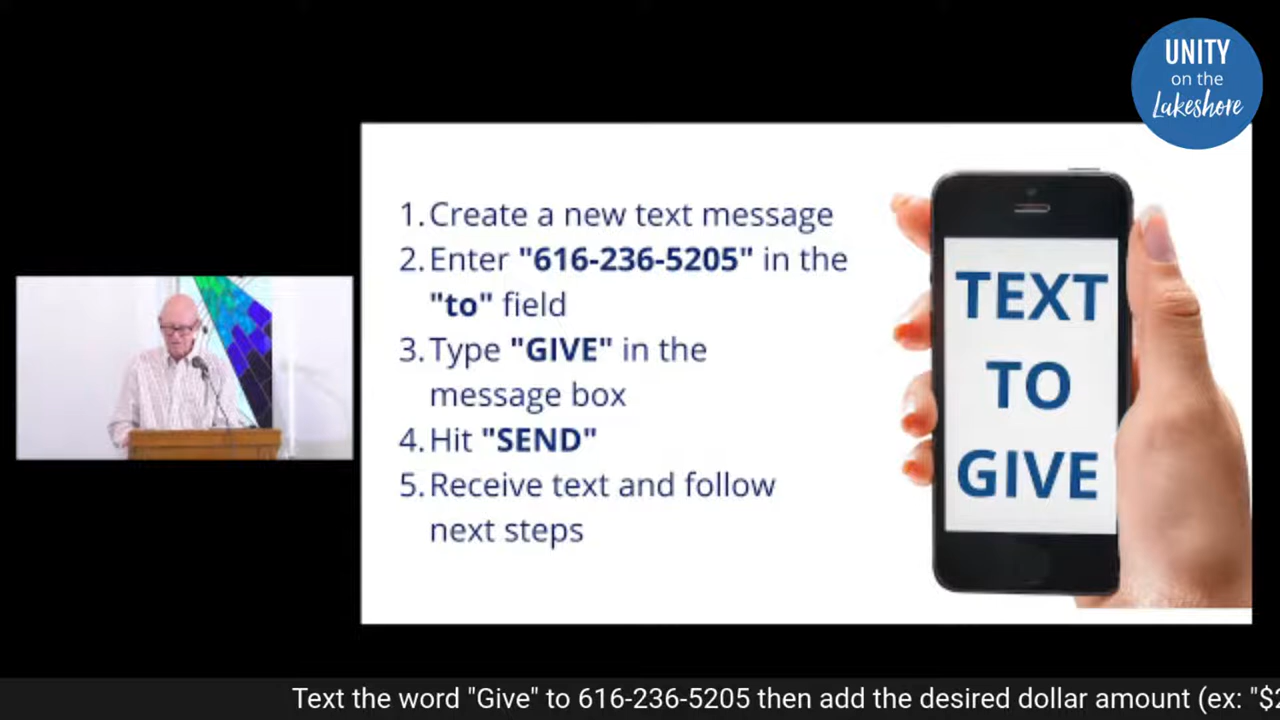 UNITY
on the
Lakeshore
1. Create a new text message
2. Enter "616-236-5205" in the
"to" field
3. Type "GIVE" in the
message box
4. Hit "SEND"
5. Receive text and follow
next steps
TEXT
TO
GIVE
Text the word "Give" to 616-236-5205 then add the desired dollar amount (ex: "$2